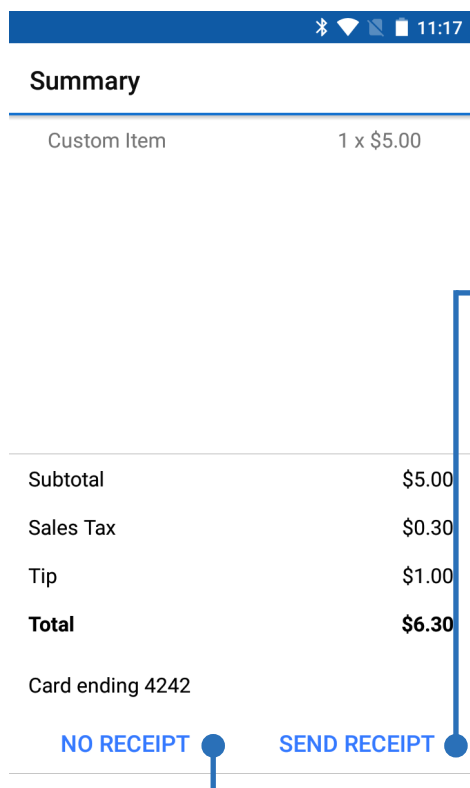 11:17
Summary
Custom Item 1 x $5.00
Subtotal $5.00
Sales Tax $0.30
Tip $1.00
Total $6.30
Card ending 4242
NO RECEIPT SEND RECEIPT